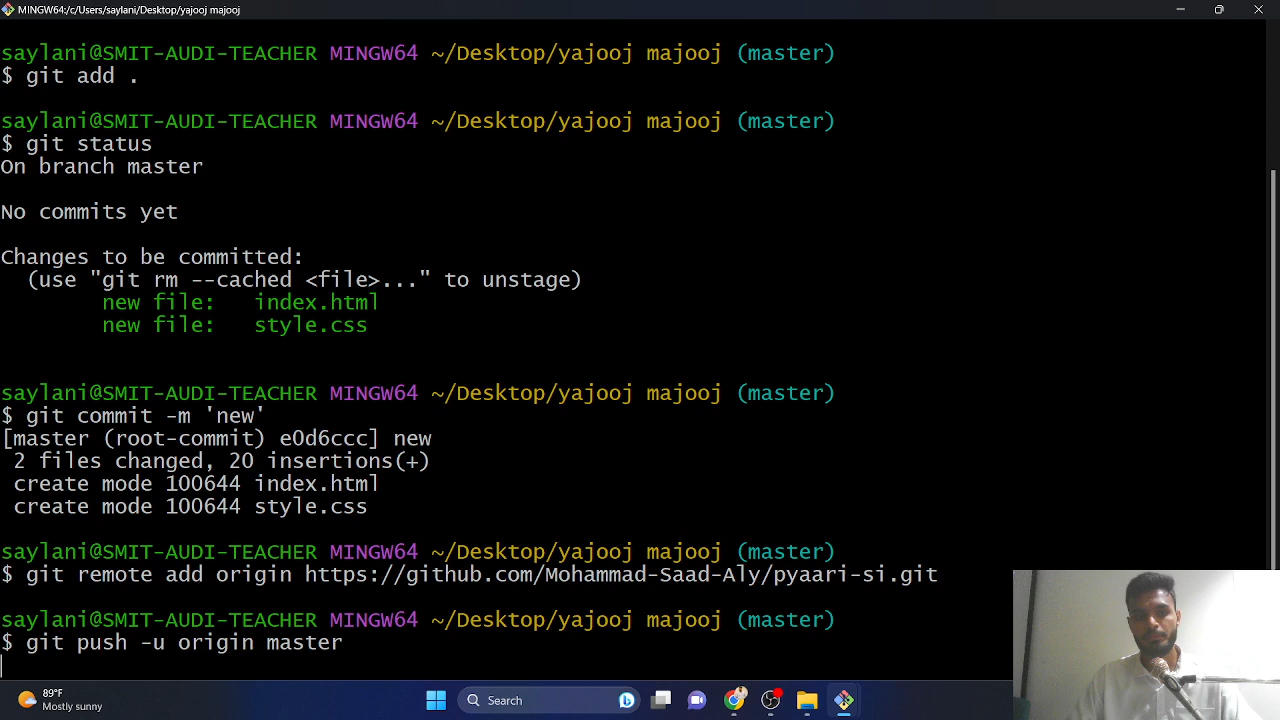 MINGW64:/c/Users/saylani/Desktop/yajooj majooj
saylani@SMIT-AUDI-TEACHER MINGW64 ~/Desktop/yajooj majooj (master)
$ git add .
saylani@SMIT-AUDI-TEACHER MINGW64 ~/Desktop/yajooj majooj (master)
$ git status
On branch master
No commits yet
Changes to be committed:
(use "git rm --cached <file>..." to unstage)
new file: index.html
new file: style.css
saylani@SMIT-AUDI-TEACHER MINGW64 ~/Desktop/yajooj majooj (master)
$ git commit -m 'new'
[master (root-commit) e0d6ccc] new
2 files changed, 20 insertions(+)
create mode 100644 index.html
create mode 100644 style.css
saylani@SMIT-AUDI-TEACHER MINGW64 ~/Desktop/yajooj majooj (master)
$ git remote add origin https://github.com/Mohammad-Saad-Aly/pyaari-si.git
saylani@SMIT-AUDI-TEACHER MINGW64 ~/Desktop/yajooj majooj (master)
$ git push -u origin master
89°F
Mostly sunny
Search